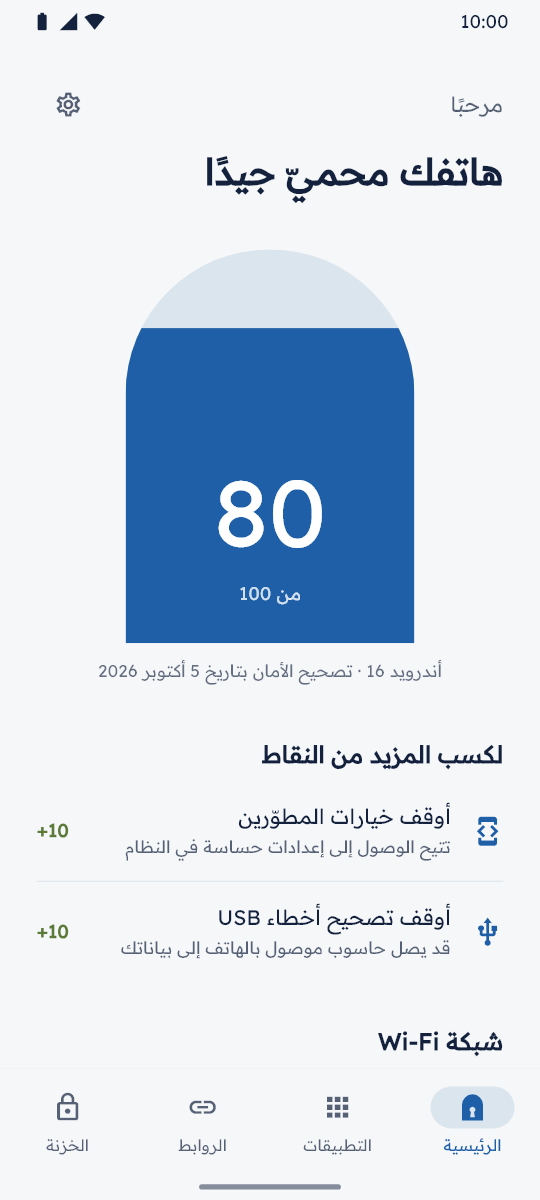 10:00
مرحبًا
هاتفك محميّ جيدًا
80
من 100
أندرويد 16 · تصحيح الأمان بتاريخ 5 أكتوبر 2026
لكسب المزيد من النقاط
أوقف خيارات المطوّرين
تتيح الوصول إلى إعدادات حساسة في النظام
+10
أوقف تصحيح أخطاء USB
قد يصل حاسوب موصول بالهاتف إلى بياناتك
+10
شبكة Wi-Fi
الرئيسية
التطبيقات
الروابط
الخزنة